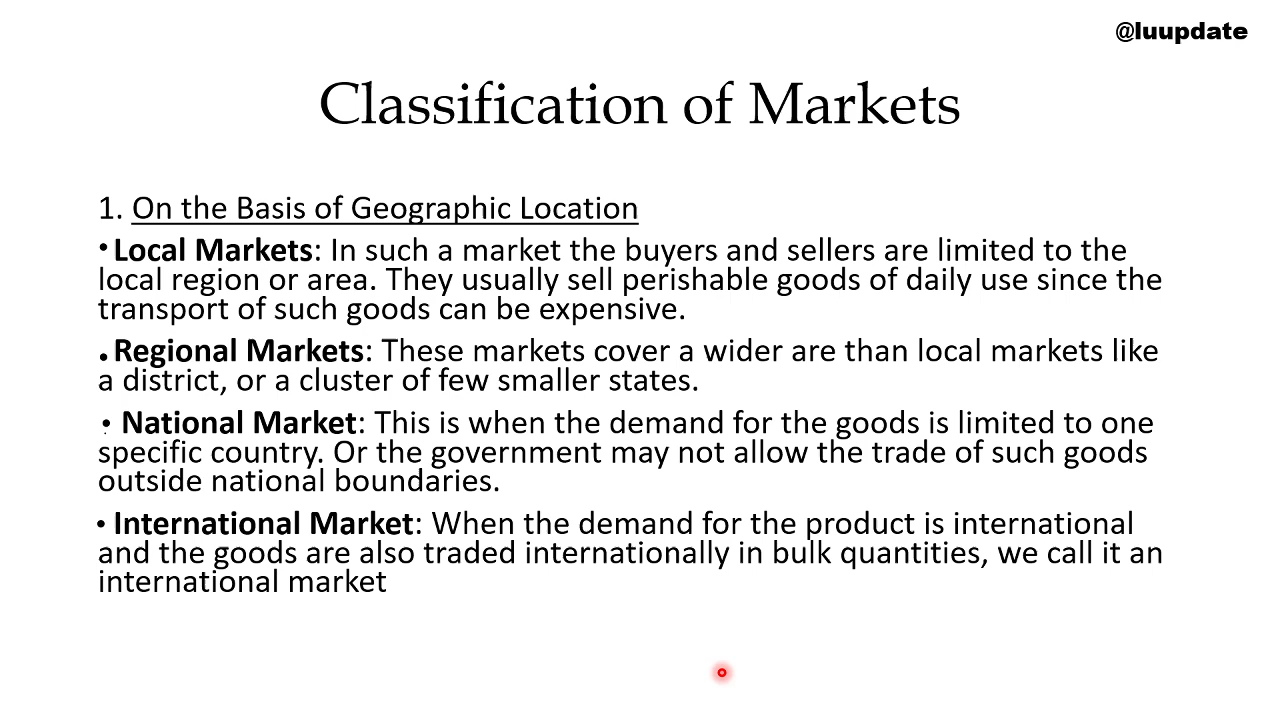 @luupdate
Classification of Markets
1. On the Basis of Geographic Location
•Local Markets: In such a market the buyers and sellers are limited to the
local region or area. They usually sell perishable goods of daily use since the
transport of such goods can be expensive.
•Regional Markets: These markets cover a wider are than local markets like
a district, or a cluster of few smaller states.
• National Market: This is when the demand for the goods is limited to one
specific country. Or the government may not allow the trade of such goods
outside national boundaries.
•International Market: When the demand for the product is international
and the goods are also traded internationally in bulk quantities, we call it an
international market